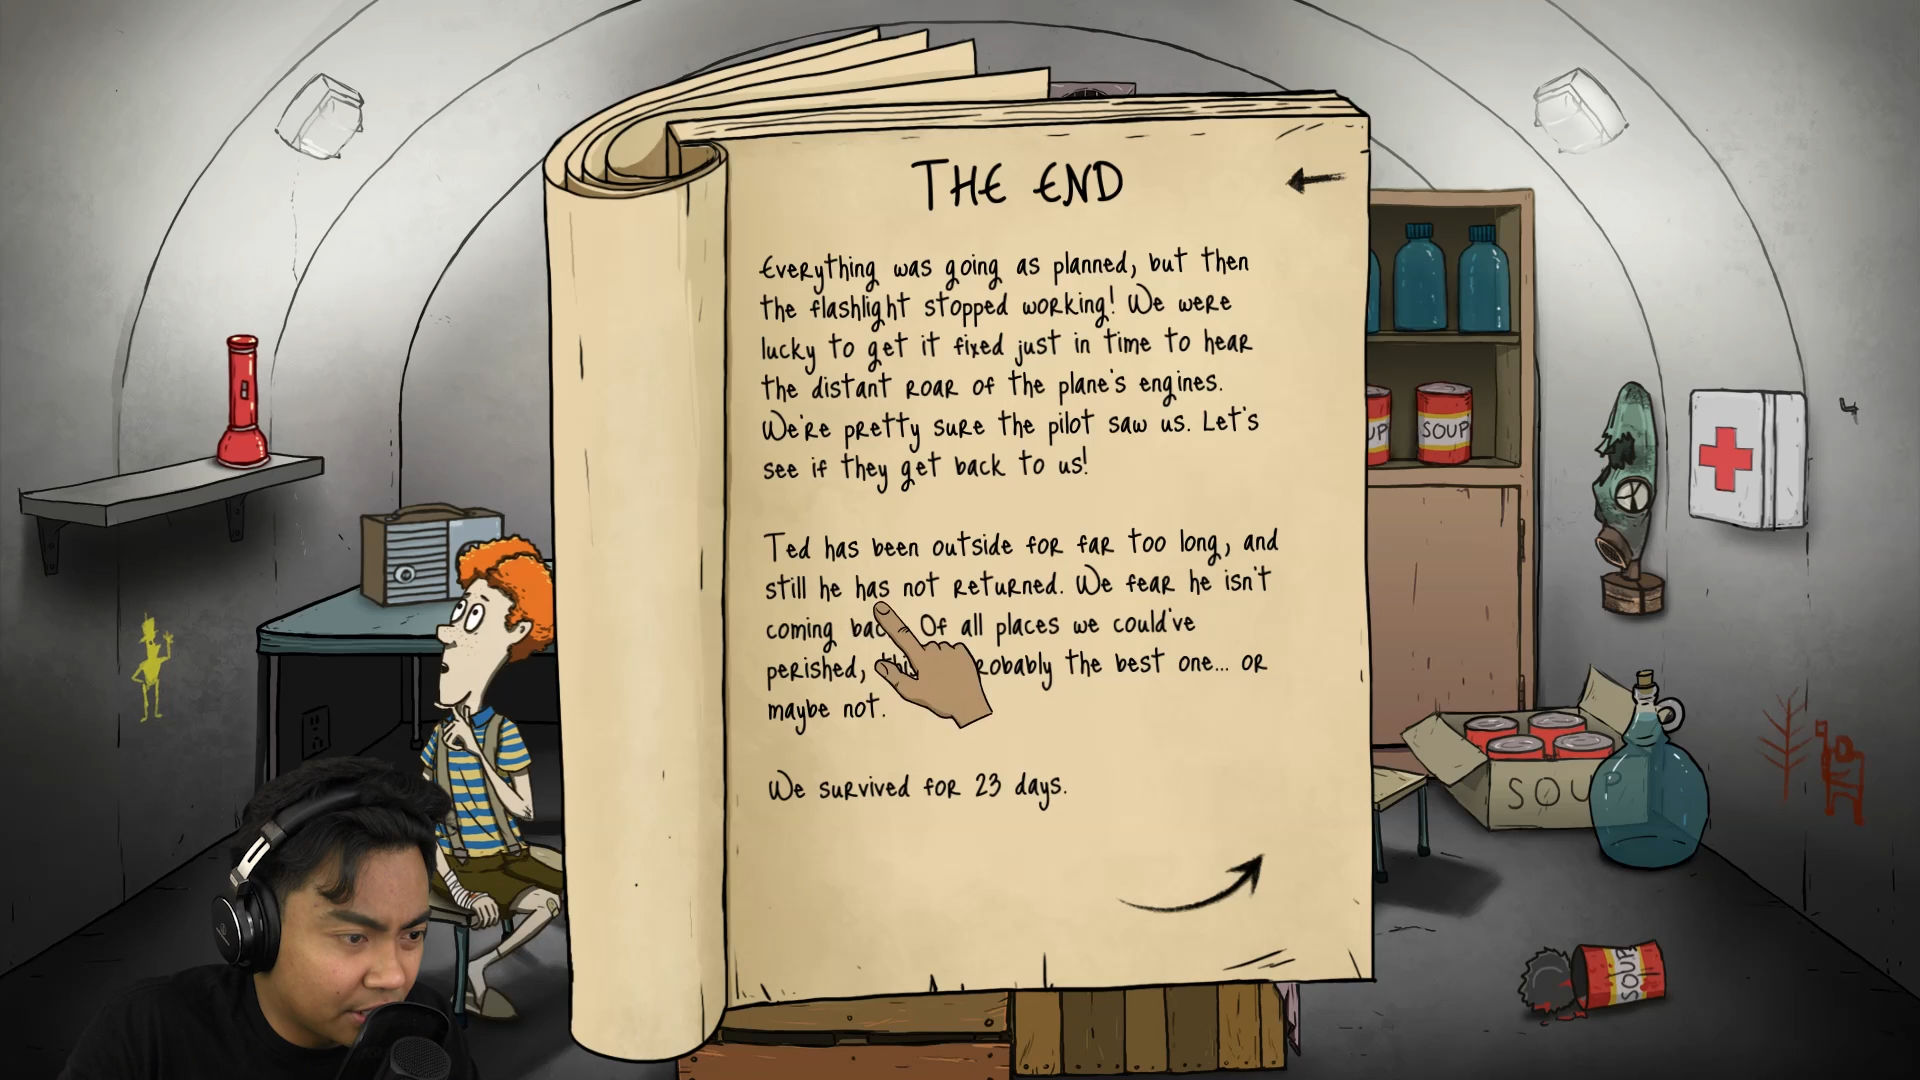 THE END
Everything was going as planned, but then
the flashlight stopped working! We were
lucky to get it fixed just in time to hear
the distant roar of the plane's engines.
We're pretty sure the pilot saw us. Let's
see if they get back to us!
Ted has been outside for far too long, and
still he has not returned. We fear he isn't
coming Of all places we could've
perished, the best one... or
maybe not.
We survived for 23 days.
SOUP
SOUP